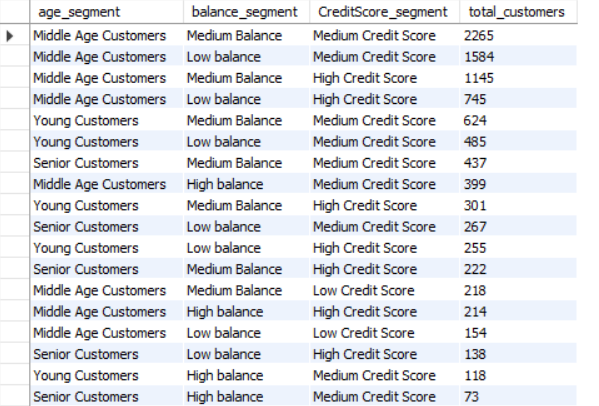 age_segment balance_segment CreditScore_segment total_customers
Middle Age Customers Medium Balance Medium Credit Score 2265
Middle Age Customers Low balance Medium Credit Score 1584
Middle Age Customers Medium Balance High Credit Score 1145
Middle Age Customers Low balance High Credit Score 745
Young Customers Medium Balance Medium Credit Score 624
Young Customers Low balance Medium Credit Score 485
Senior Customers Medium Balance Medium Credit Score 437
Middle Age Customers High balance Medium Credit Score 399
Young Customers Medium Balance High Credit Score 301
Senior Customers Low balance Medium Credit Score 267
Young Customers Low balance High Credit Score 255
Senior Customers Medium Balance High Credit Score 222
Middle Age Customers Medium Balance Low Credit Score 218
Middle Age Customers High balance High Credit Score 214
Middle Age Customers Low balance Low Credit Score 154
Senior Customers Low balance High Credit Score 138
Young Customers High balance Medium Credit Score 118
Senior Customers High balance Medium Credit Score 73